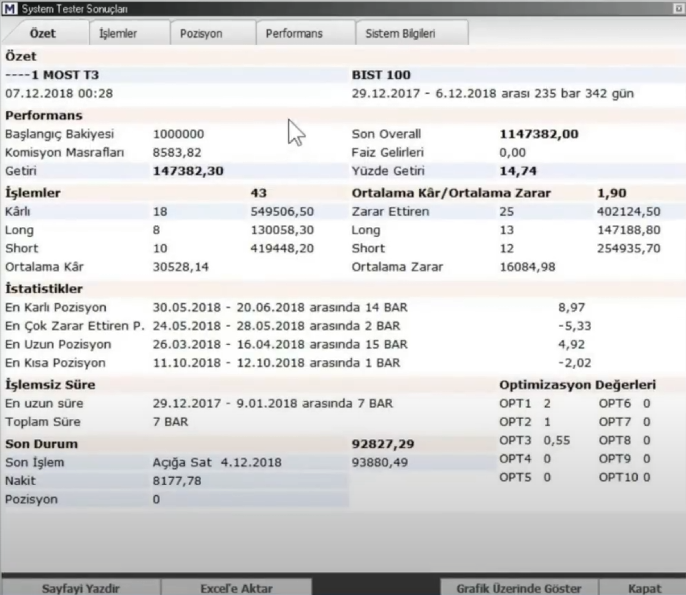 M System Tester Sonuçları
Özet İşlemler Pozisyon Performans Sistem Bilgileri
Özet
----1 MOST T3 BIST 100
07.12.2018 00:28 29.12.2017 - 6.12.2018 arası 235 bar 342 gün
Performans
Başlangıç Bakiyesi 1000000 Son Overall 1147382,00
Komisyon Masrafları 8583,82 Faiz Gelirleri 0,00
Getiri 147382,30 Yüzde Getiri 14,74
İşlemler 43 Ortalama Kâr/Ortalama Zarar 1,90
Kârlı 18 549506,50 Zarar Ettiren 25 402124,50
Long 8 130058,30 Long 13 147188,80
Short 10 419448,20 Short 12 254935,70
Ortalama Kâr 30528,14 Ortalama Zarar 16084,98
İstatistikler
En Karlı Pozisyon 30.05.2018 - 20.06.2018 arasında 14 BAR 8,97
En Çok Zarar Ettiren P. 24.05.2018 - 28.05.2018 arasında 2 BAR -5,33
En Uzun Pozisyon 26.03.2018 - 16.04.2018 arasında 15 BAR 4,92
En Kısa Pozisyon 11.10.2018 - 12.10.2018 arasında 1 BAR -2,02
İşlemsiz Süre Optimizasyon Değerleri
En uzun süre 29.12.2017 - 9.01.2018 arasında 7 BAR OPT1 2 OPT6 0
Toplam Süre 7 BAR OPT2 1 OPT7 0
Son Durum 92827,29 OPT3 0,55 OPT8 0
Son İşlem Açığa Sat 4.12.2018 93880,49 OPT4 0 OPT9 0
Nakit 8177,78 OPT5 0 OPT10 0
Pozisyon 0
Sayfayi Yazdir Excel'e Aktar Grafik Üzerinde Göster Kapat